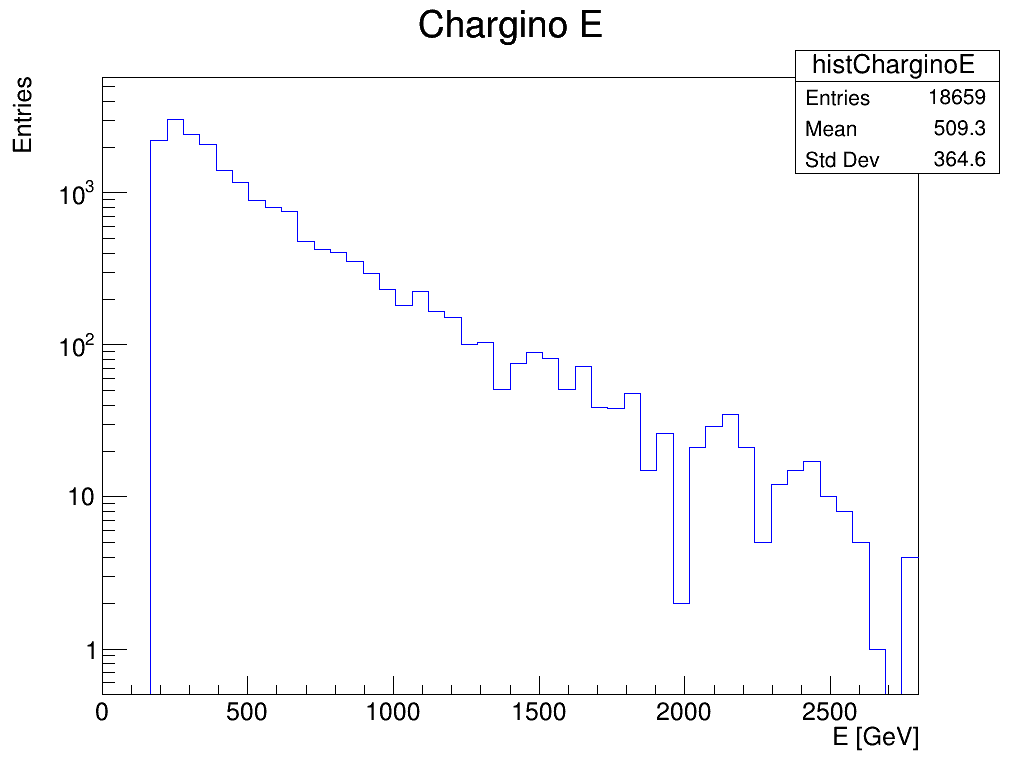 Chargino E
histCharginoE
Entries 18659
Mean 509.3
Std Dev 364.6
Entries
10³
10²
10
1
0 500 1000 1500 2000 2500
E [GeV]